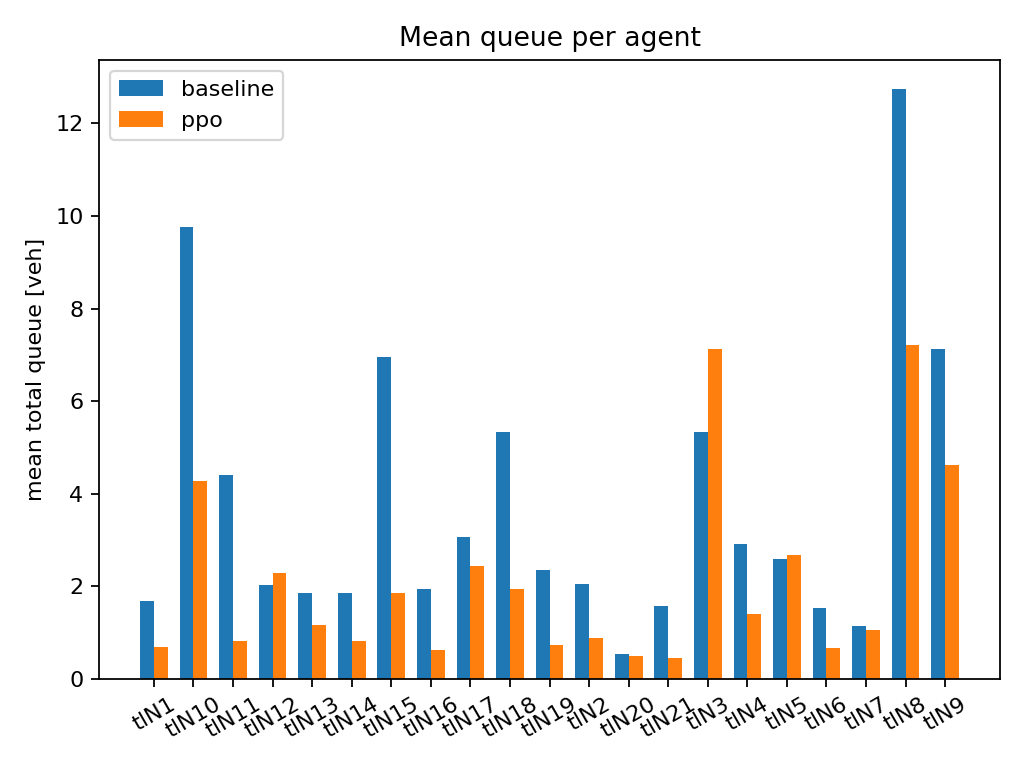 Mean queue per agent
baseline
ppo
mean total queue [veh]
12
10
8
6
4
2
0
tlN1 tlN10 tlN11 tlN12 tlN13 tlN14 tlN15 tlN16 tlN17 tlN18 tlN19 tlN2 tlN20 tlN21 tlN3 tlN4 tlN5 tlN6 tlN7 tlN8 tlN9